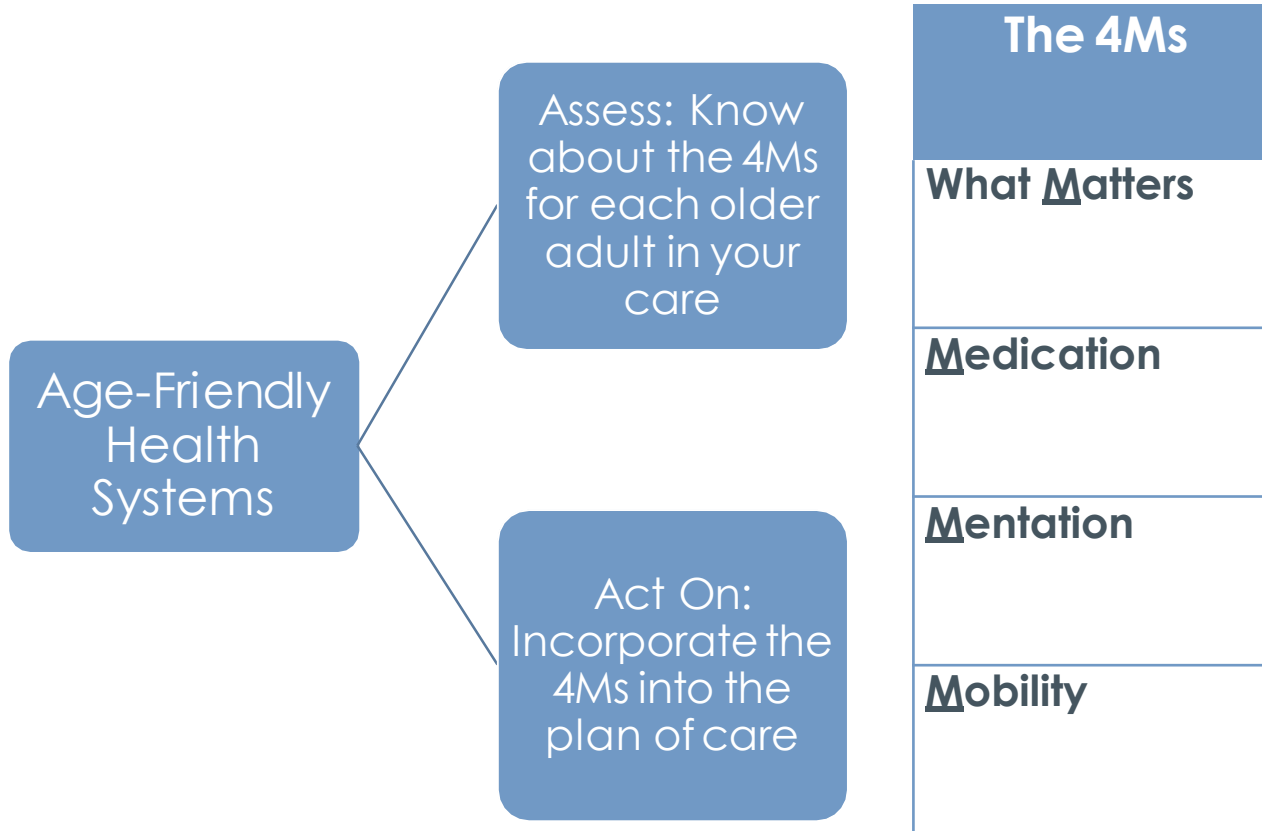 Age-Friendly
Health
Systems
Assess: Know
about the 4Ms
for each older
adult in your
care
Act On:
Incorporate the
4Ms into the
plan of care
The 4Ms
What Matters
Medication
Mentation
Mobility